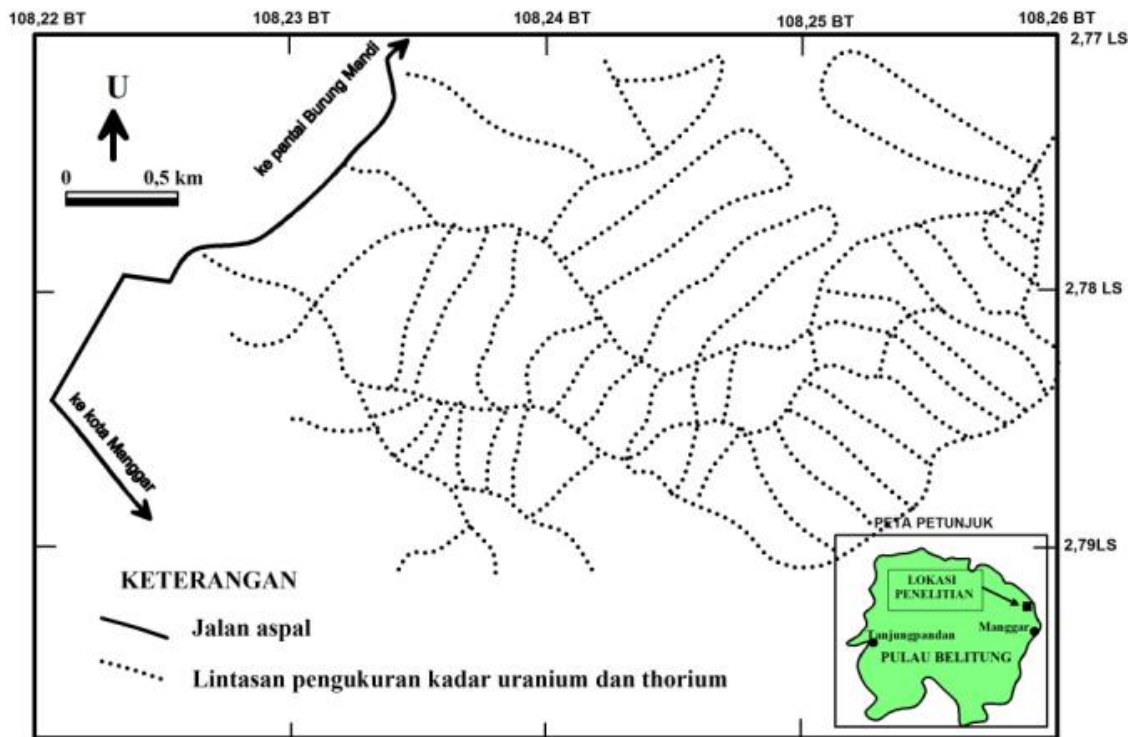 108,22 BT
108,23 BT
108,24 BT
108,25 BT
108,26 BT
2,77 LS
U
0 0,5 km
ke pantai Burung Mandi
2,78 LS
ke kota Manggar
2,79LS
PETA PETUNJUK
LOKASI
PENELITIAN
Manggar
Tanjungpandan
PULAU BELITUNG
KETERANGAN
Jalan aspal
Lintasan pengukuran kadar uranium dan thorium